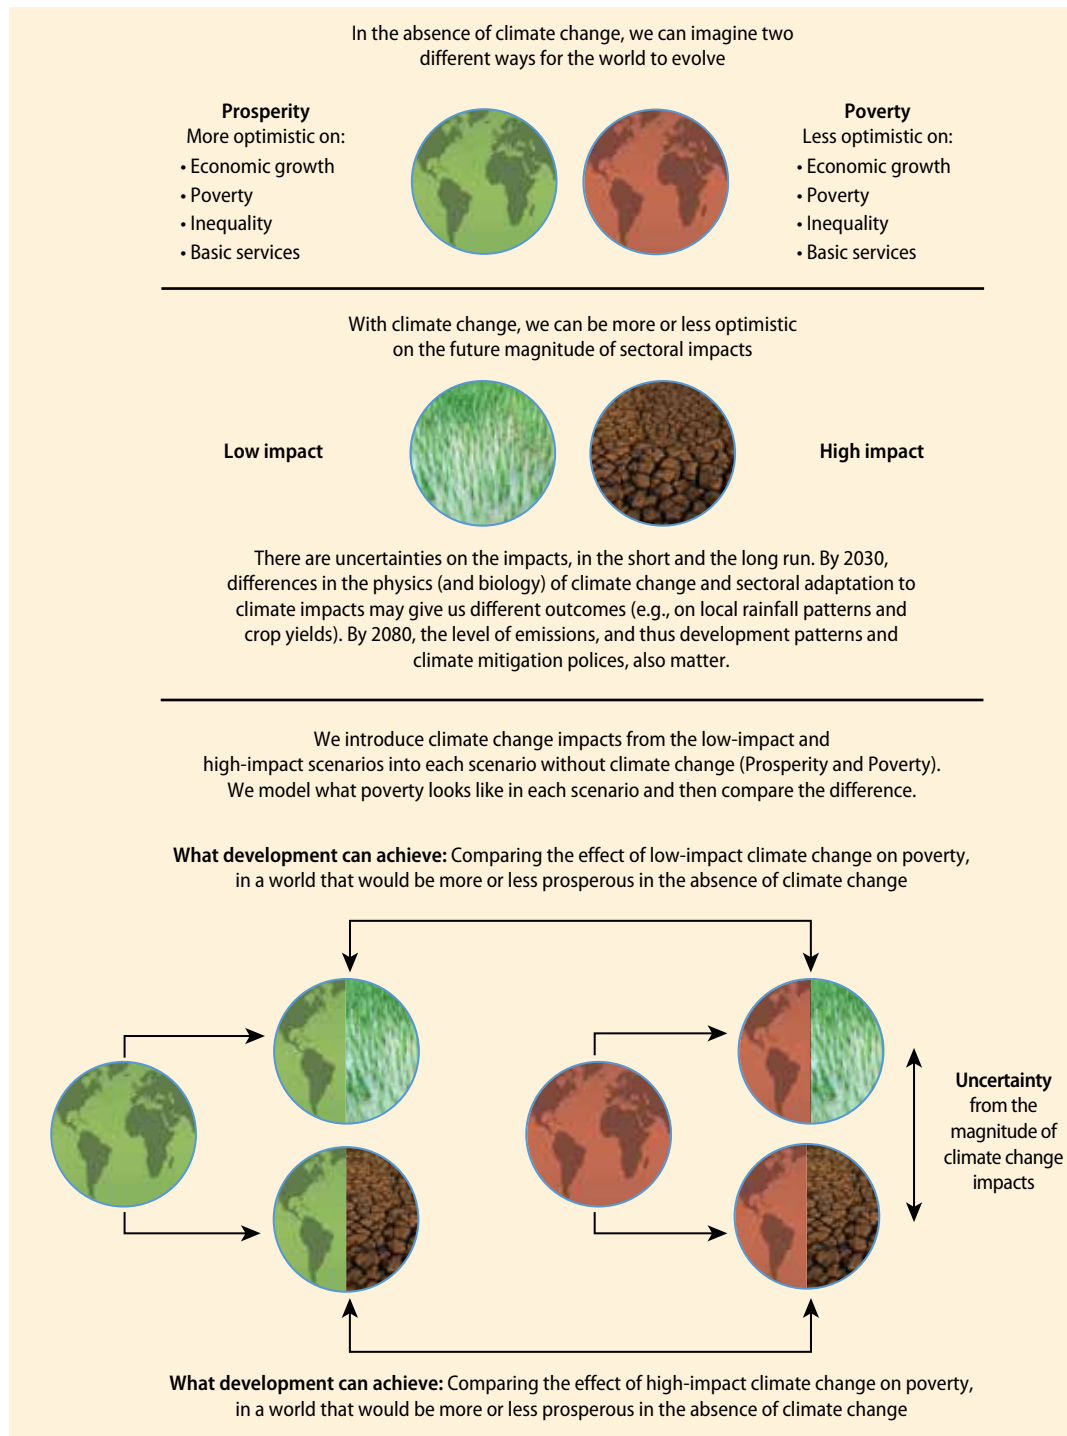 In the absence of climate change, we can imagine two
different ways for the world to evolve
Prosperity
More optimistic on:
• Economic growth
• Poverty
• Inequality
• Basic services
Poverty
Less optimistic on:
• Economic growth
• Poverty
• Inequality
• Basic services
With climate change, we can be more or less optimistic
on the future magnitude of sectoral impacts
Low impact
High impact
There are uncertainties on the impacts, in the short and the long run. By 2030,
differences in the physics (and biology) of climate change and sectoral adaptation to
climate impacts may give us different outcomes (e.g., on local rainfall patterns and
crop yields). By 2080, the level of emissions, and thus development patterns and
climate mitigation polices, also matter.
We introduce climate change impacts from the low-impact and
high-impact scenarios into each scenario without climate change (Prosperity and Poverty).
We model what poverty looks like in each scenario and then compare the difference.
What development can achieve: Comparing the effect of low-impact climate change on poverty,
in a world that would be more or less prosperous in the absence of climate change
Uncertainty
from the
magnitude of
climate change
impacts
What development can achieve: Comparing the effect of high-impact climate change on poverty,
in a world that would be more or less prosperous in the absence of climate change